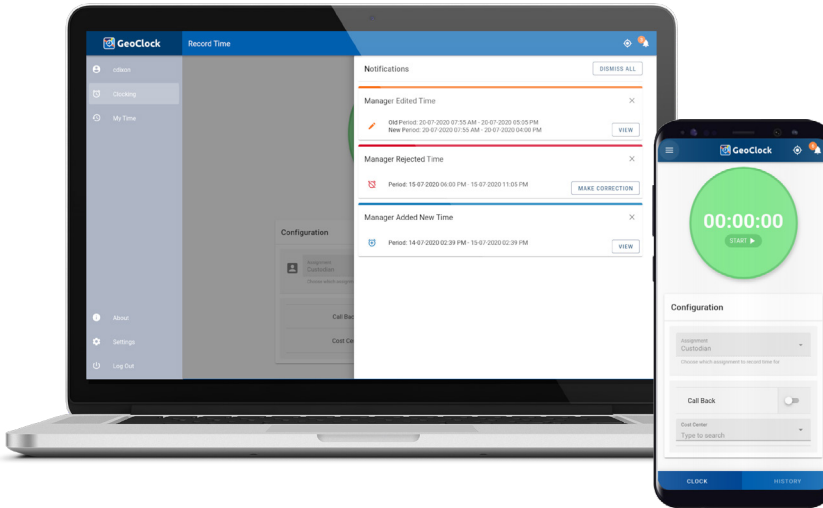 GeoClock
Record Time
Clocking
My Time
About
Settings
Log Out
Configuration
Assignment
Custodian
Cost Ce
Notifications
DISMISS ALL
Manager Edited Time
Old Period: 20-07-2020 07:55 AM - 20-07-2020 05:05 PM
New Period: 20-07-2020 07:55 AM - 20-07-2020 04:00 PM
VIEW
Manager Rejected Time
Period: 15-07-2020 06:00 PM - 15-07-2020 11:05 PM
MAKE CORRECTION
Manager Added New Time
Period: 14-07-2020 02:39 PM - 15-07-2020 02:39 PM
VIEW
GeoClock
00:00:00
START
Configuration
Assignment
Custodian
Choose which assignment to record time for
Call Back
Cost Center
Type to search
CLOCK
HISTORY